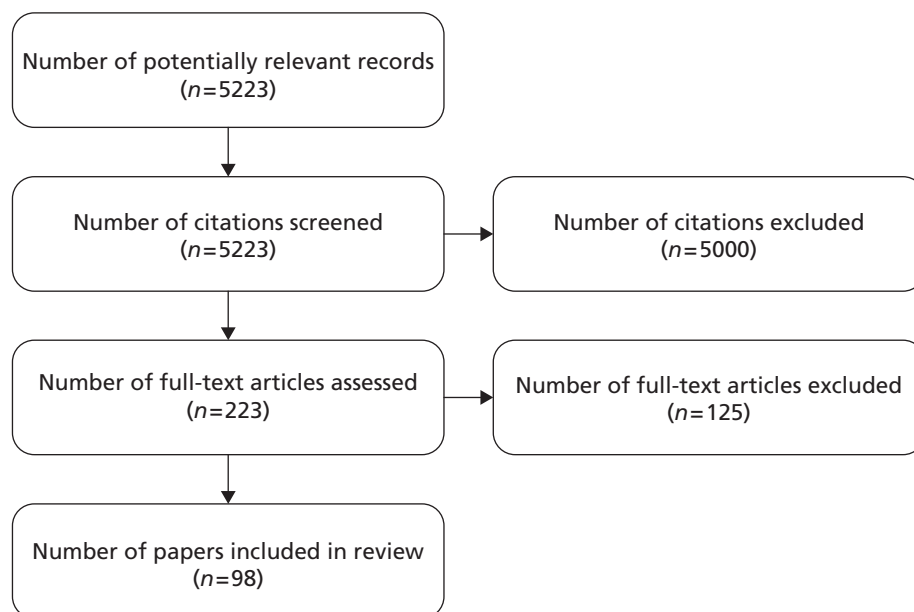 Number of potentially relevant records
(n=5223)
Number of citations screened
(n=5223)
Number of citations excluded
(n=5000)
Number of full-text articles assessed
(n=223)
Number of full-text articles excluded
(n=125)
Number of papers included in review
(n=98)